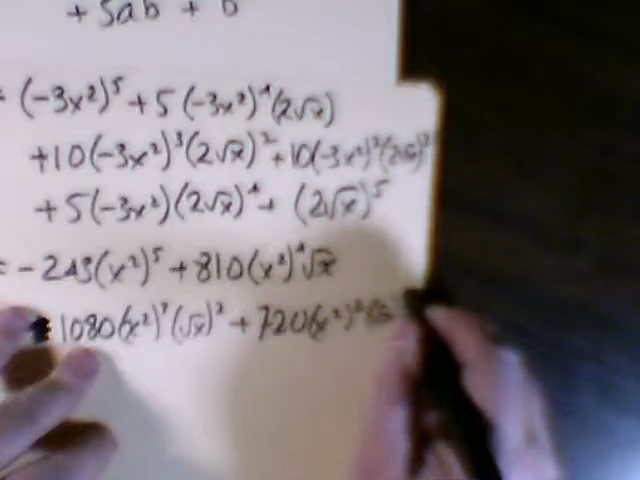 + 5ab + b
= (-3x²)⁵ + 5(-3x²)⁴(2√x)
+10(-3x²)³(2√x)² + 10(-3x²)²(2√x)³
+ 5(-3x²)(2√x)⁴ + (2√x)⁵
= -243(x²)⁵ + 810(x²)⁴√x
1080(x²)³(√x)² + 720(x²)²(√x